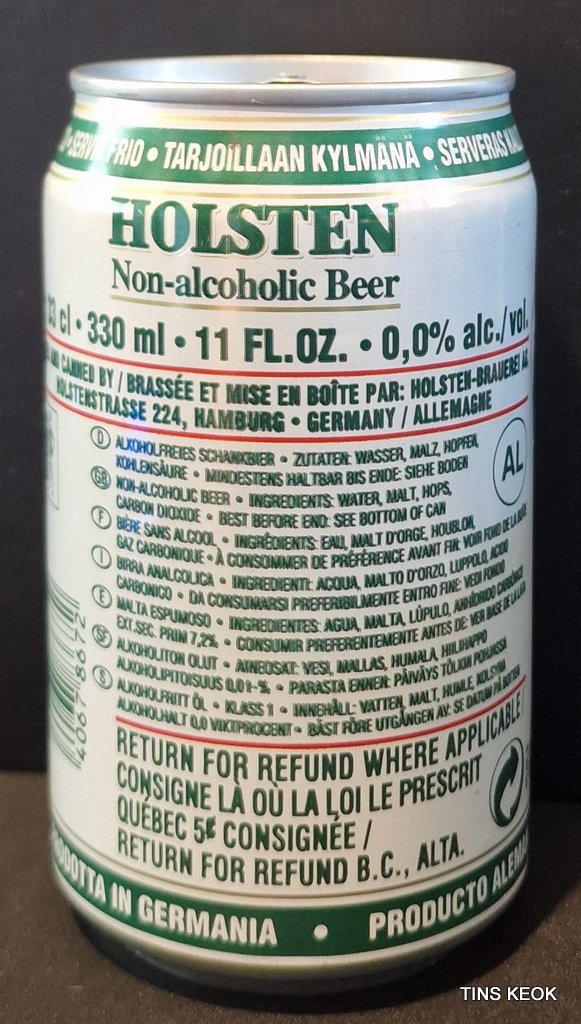 SERVIR FRIO • TARJOILLAAN KYLMÄNÄ • SERVERAS
HOLSTEN
Non-alcoholic Beer
33 cl • 330 ml • 11 FL.OZ. • 0,0% alc./vol.
AND CANNED BY / BRASSÉE ET MISE EN BOÎTE PAR: HOLSTEN-BRAUEREI AG
HOLSTENSTRASSE 224, HAMBURG • GERMANY / ALLEMAGNE
D ALKOHOLFREIES SCHANKBIER • ZUTATEN: WASSER, MALZ, HOPFEN,
KOHLENSÄURE • MINDESTENS HALTBAR BIS ENDE: SIEHE BODEN
GB NON-ALCOHOLIC BEER • INGREDIENTS: WATER, MALT, HOPS,
CARBON DIOXIDE • BEST BEFORE END: SEE BOTTOM OF CAN
F BIÈRE SANS ALCOOL • INGRÉDIENTS: EAU, MALT D'ORGE, HOUBLON,
GAZ CARBONIQUE • À CONSOMMER DE PRÉFÉRENCE AVANT FIN: VOIR FOND DE LA BOÎTE
I BIRRA ANALCOLICA • INGREDIENTI: ACQUA, MALTO D'ORZO, LUPPOLO, ACIDO
CARBONICO • DA CONSUMARSI PREFERIBILMENTE ENTRO FINE: VEDI FONDO
E MALTA ESPUMOSO • INGREDIENTES: AGUA, MALTA, LÚPULO, ANHÍDRIDO CARBÓNICO
EXT.SEC. PRIM 7,2% • CONSUMIR PREFERENTEMENTE ANTES DE: VER BASE DE LA LATA
SF ALKOHOLITON OLUT • AINEOSAT: VESI, MALLAS, HUMALA, HIILIHAPPO
ALKOHOLIPITOISUUS 0,01-% • PARASTA ENNEN: PÄIVÄYS TÖLKIN POHJASSA
S ALKOHOLFRITT ÖL • KLASS 1 • INNEHÅLL: VATTEN, MALT, HUMLE, KOLSYRA
ALKOHOLHALT 0,0 VIKTPROCENT • BÄST FÖRE UTGÅNGEN AV: SE DATUM PÅ BOTTEN
AL
4067 8672
RETURN FOR REFUND WHERE APPLICABLE /
CONSIGNE LÀ OÙ LA LOI LE PRESCRIT
QUÉBEC 5¢ CONSIGNÉE /
RETURN FOR REFUND B.C., ALTA.
PRODOTTA IN GERMANIA • PRODUCTO ALEMÁN
TINS KEOK